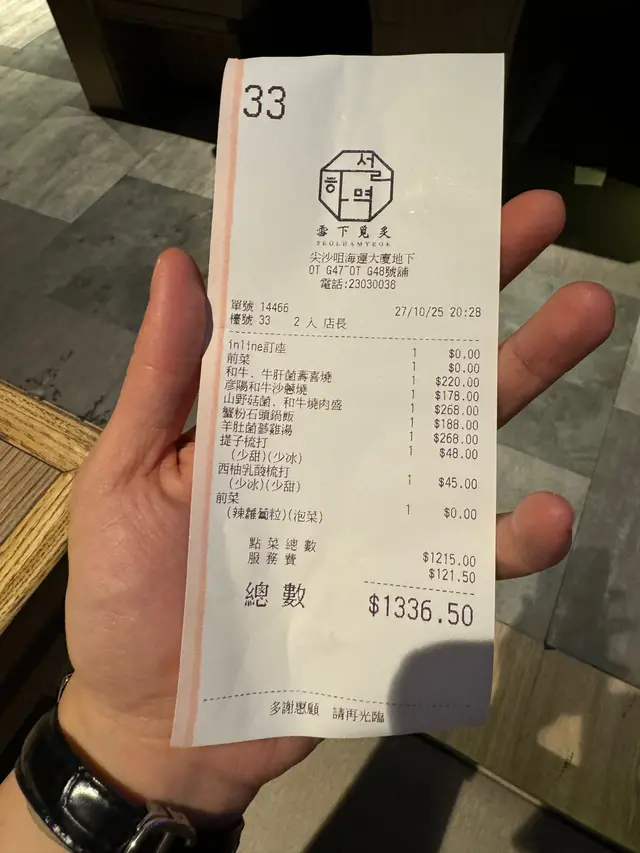 33
설
하 멱
雪下覓炙
SEOLHAMYEOK
尖沙咀海運大廈地下
OT G47~OT G48號舖
電話:23030038
單號 14466 27/10/25 20:28
檯號 33 2 人 店長
inline訂座 1 $0.00
前菜 1 $0.00
和牛．牛肝菌壽喜燒 1 $220.00
彥陽和牛沙蔥燒 1 $178.00
山野菇菌．和牛燒肉盛 1 $268.00
蟹粉石頭鍋飯 1 $188.00
羊肚菌蔘雞湯 1 $268.00
提子梳打 1 $48.00
(少甜)(少冰)
西柚乳酸梳打 1 $45.00
(少冰)(少甜)
前菜 1 $0.00
(辣蘿蔔粒)(泡菜)
點菜總數 $1215.00
服務費 $121.50
總數 $1336.50
多謝惠顧 請再光臨